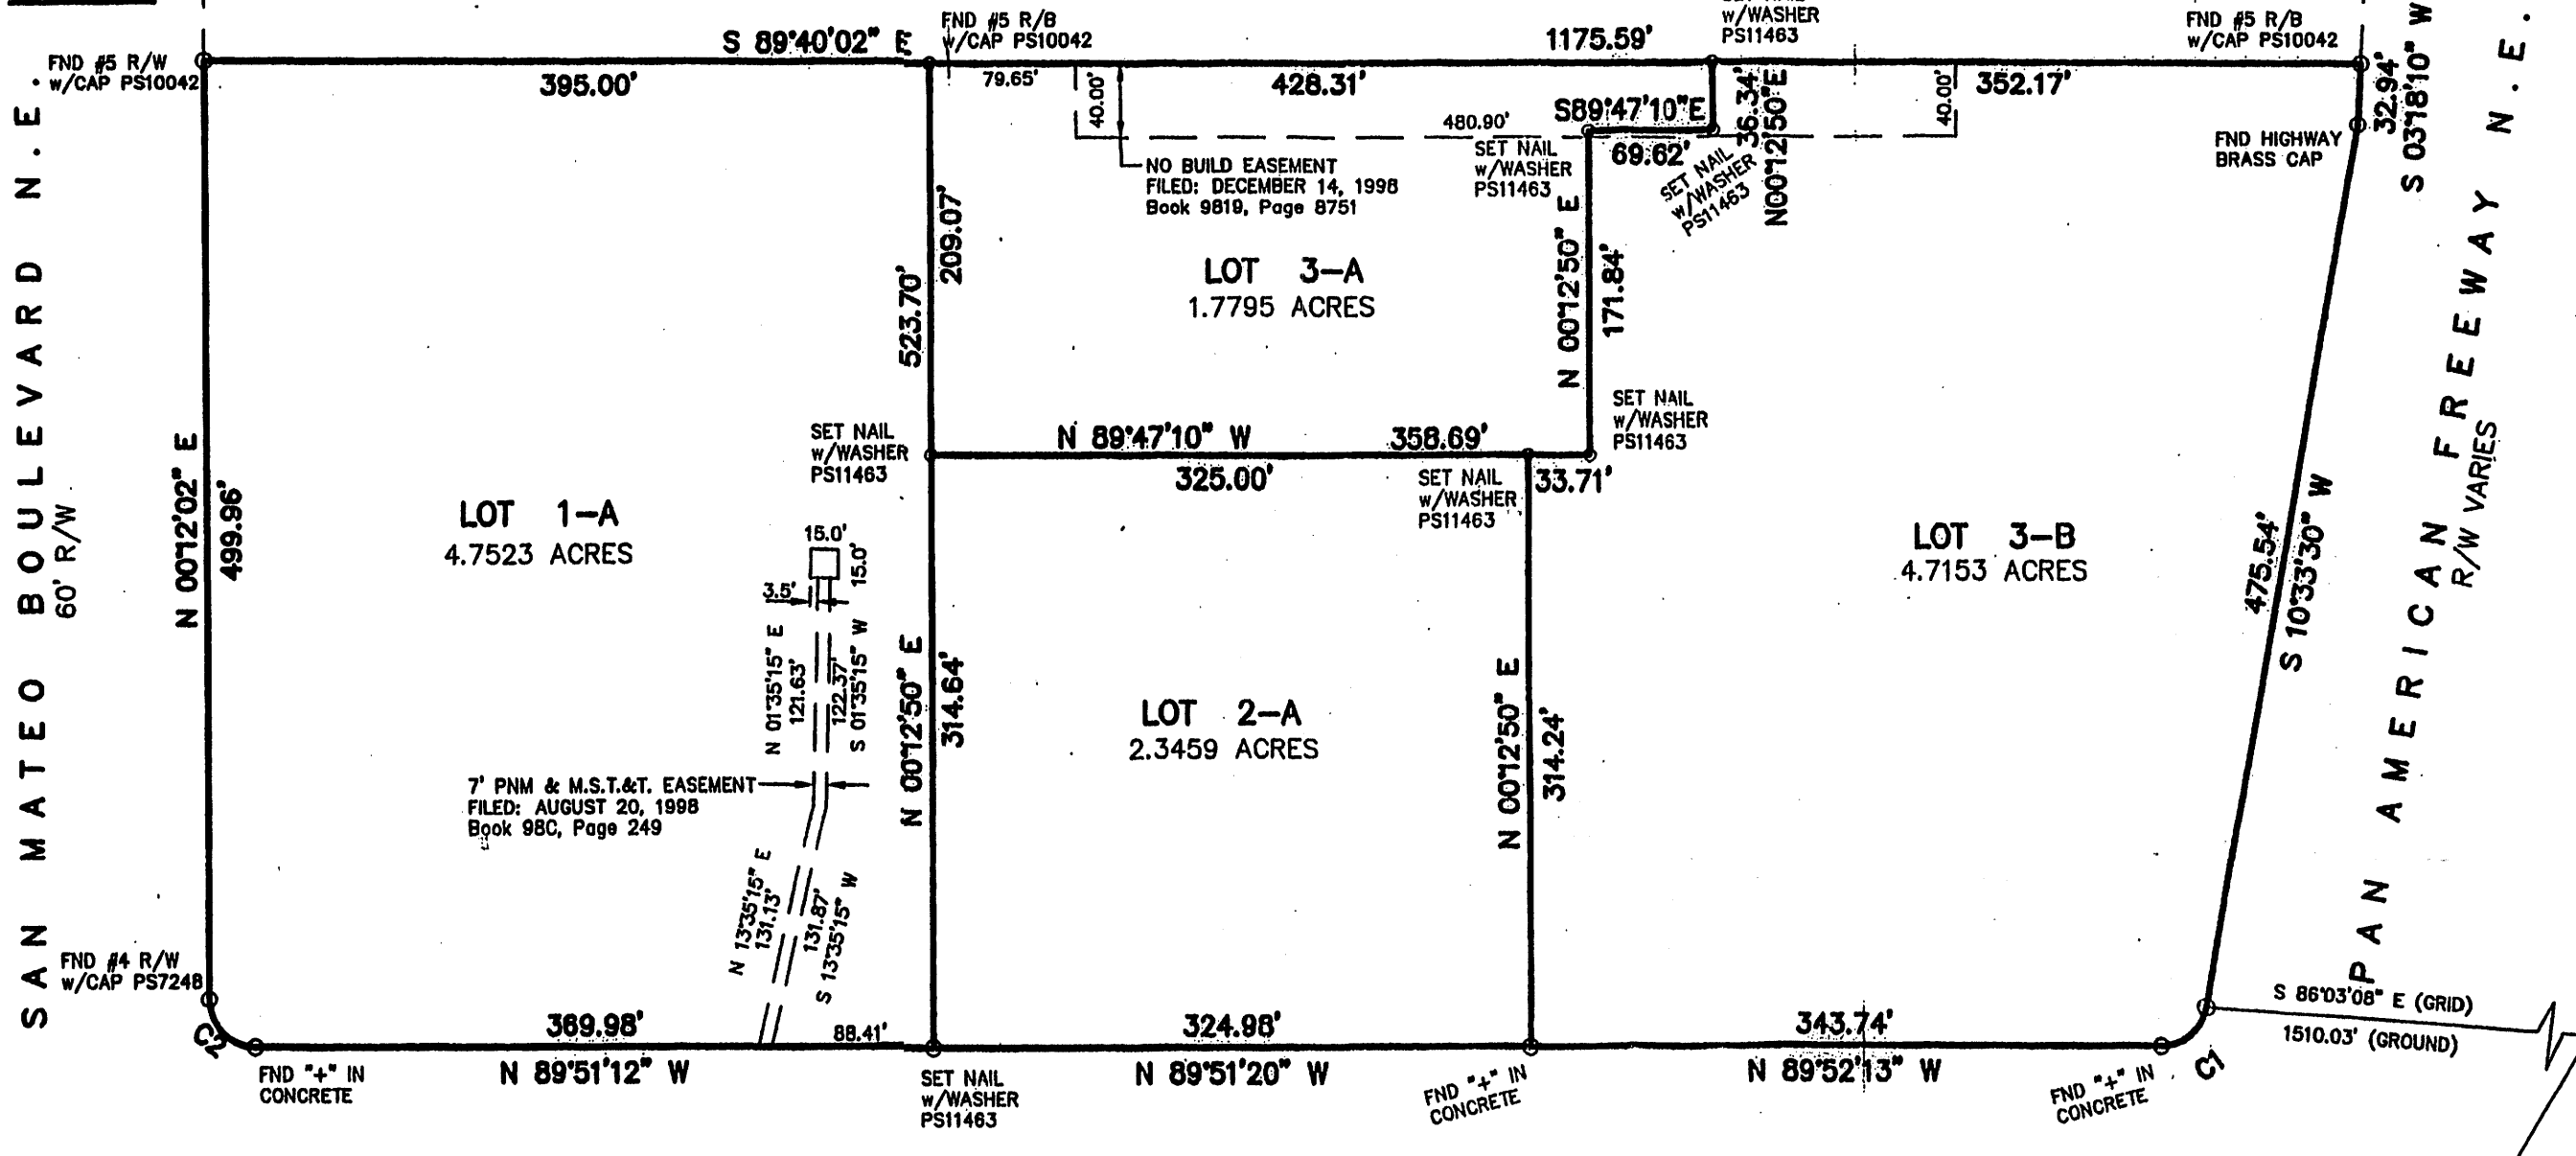 FND #5 R/W
w/CAP PS10042
S 89°40'02" E
395.00'
FND #5 R/B
w/CAP PS10042
79.65'
40.00'
428.31'
1175.59'
w/WASHER
PS11463
352.17'
40.00'
FND #5 R/B
w/CAP PS10042
32.94'
S 03°18'10" W
FND HIGHWAY
BRASS CAP
480.90'
S89°47'10"E
69.62'
36.34'
N00°12'50"E
SET NAIL
w/WASHER
PS11463
SET NAIL
w/WASHER
PS11463
NO BUILD EASEMENT
FILED: DECEMBER 14, 1998
Book 9819, Page 8751
SAN MATEO BOULEVARD N.E.
60' R/W
N 00°12'02" E
499.96'
LOT 1-A
4.7523 ACRES
523.70'
209.07'
LOT 3-A
1.7795 ACRES
N 00°12'50" E
171.84'
SET NAIL
w/WASHER
PS11463
SET NAIL
w/WASHER
PS11463
N 89°47'10" W
358.69'
325.00'
33.71'
SET NAIL
w/WASHER
PS11463
15.0'
15.0'
3.5'
N 01°35'15" E
121.63'
122.37'
S 01°35'15" W
7' PNM & M.S.T.&T. EASEMENT
FILED: AUGUST 20, 1998
Book 98C, Page 249
N 13°35'15" E
131.13'
131.87'
S 13°35'15" W
N 00°12'50" E
314.64'
LOT 2-A
2.3459 ACRES
N 00°12'50" E
314.24'
LOT 3-B
4.7153 ACRES
475.54'
S 10°33'30" W
PAN AMERICAN FREEWAY N.E.
R/W VARIES
FND #4 R/W
w/CAP PS7248
C2
369.98'
88.41'
N 89°51'12" W
FND "+" IN
CONCRETE
SET NAIL
w/WASHER
PS11463
324.98'
N 89°51'20" W
FND "+" IN
CONCRETE
343.74'
N 89°52'13" W
FND "+" IN
CONCRETE
C1
S 86°03'08" E (GRID)
1510.03' (GROUND)